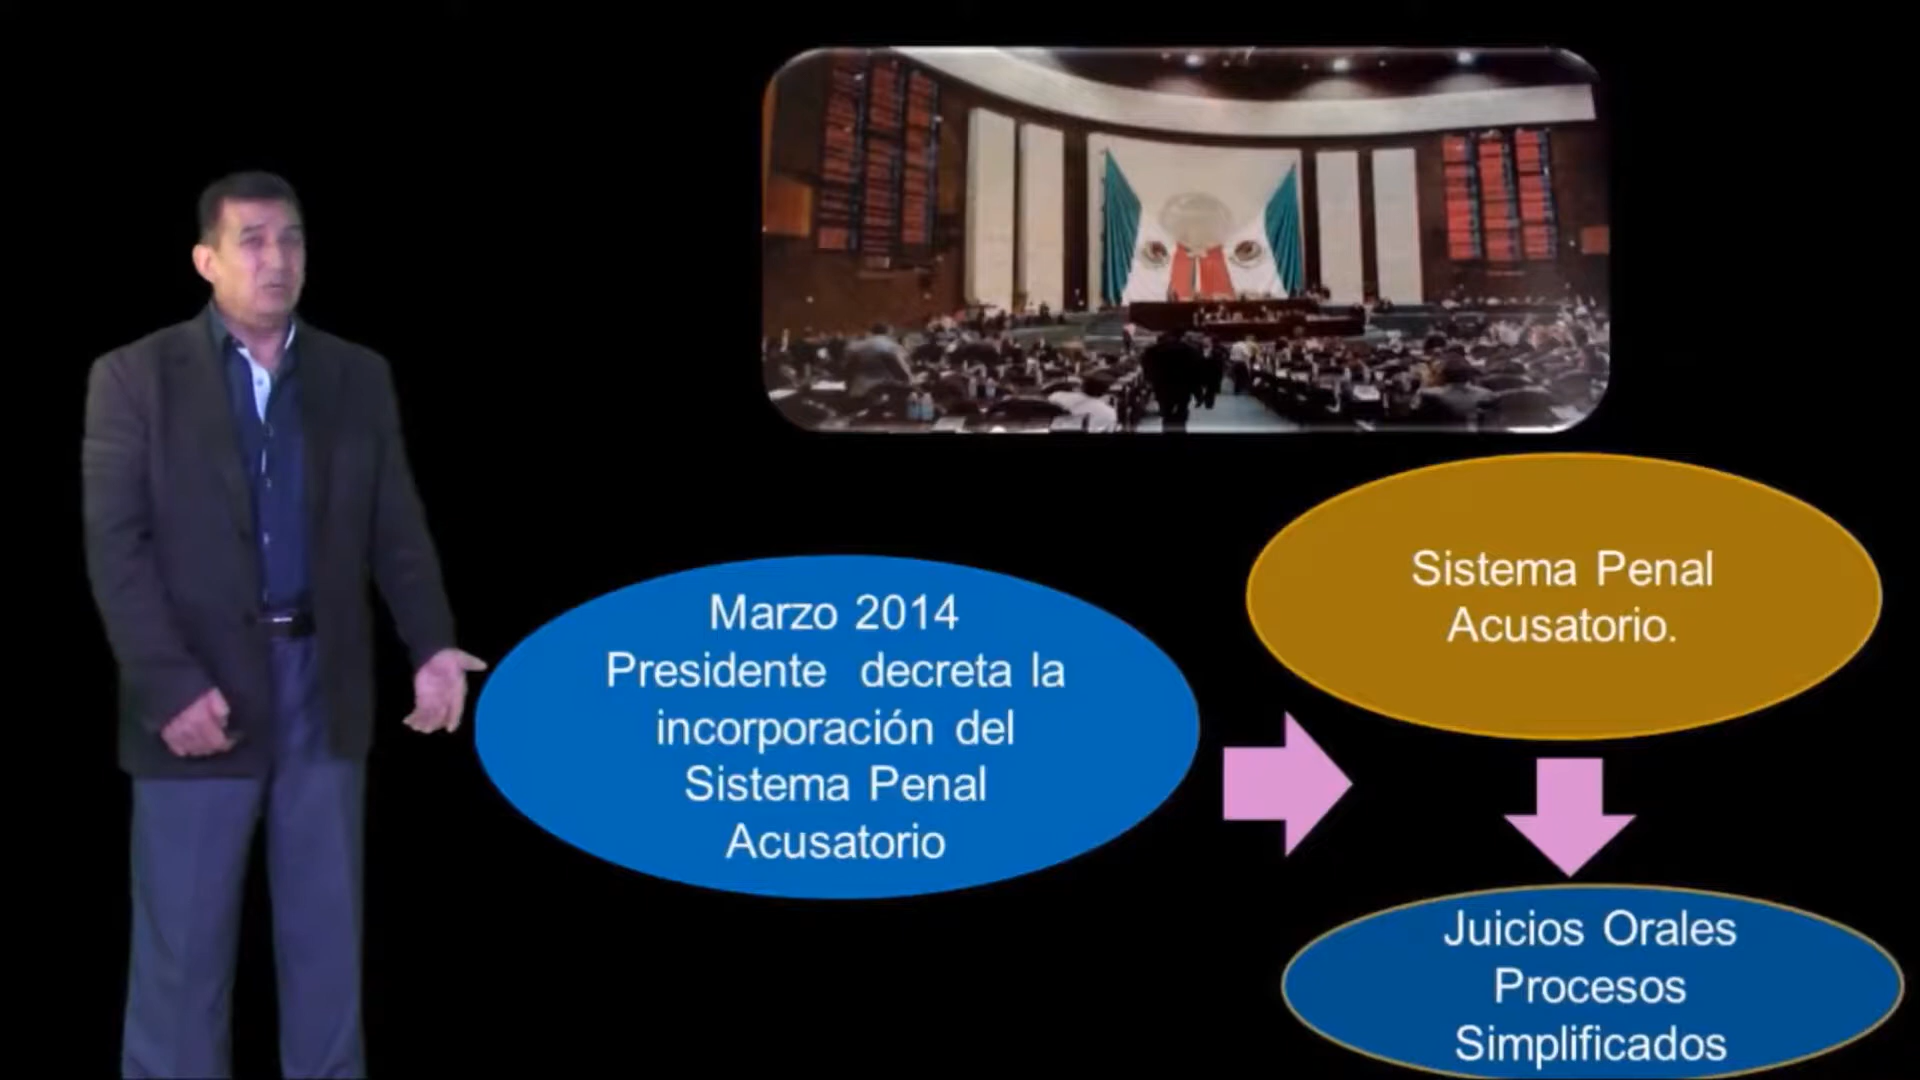 Marzo 2014
Presidente decreta la
incorporación del
Sistema Penal
Acusatorio
Sistema Penal
Acusatorio.
Juicios Orales
Procesos
Simplificados